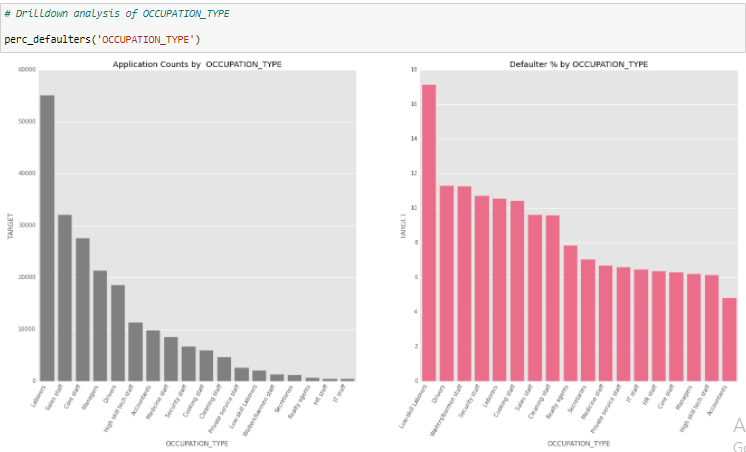 # Drilldown analysis of OCCUPATION_TYPE
perc_defaulters('OCCUPATION_TYPE')
Application Counts by OCCUPATION_TYPE
60000
50000
40000
30000
20000
10000
0
TARGET
Laborers
Sales staff
Core staff
Managers
Drivers
High skill tech staff
Accountants
Medicine staff
Security staff
Cooking staff
Cleaning staff
Private service staff
Low-skill Laborers
Waiters/barmen staff
Secretaries
Realty agents
HR staff
IT staff
OCCUPATION_TYPE
Defaulter % by OCCUPATION_TYPE
18
16
14
12
10
8
6
4
2
0
TARGET
Low-skill Laborers
Drivers
Waiters/barmen staff
Security staff
Laborers
Cooking staff
Sales staff
Cleaning staff
Realty agents
Secretaries
Medicine staff
Private service staff
IT staff
HR staff
Core staff
Managers
High skill tech staff
Accountants
OCCUPATION_TYPE
A
Go